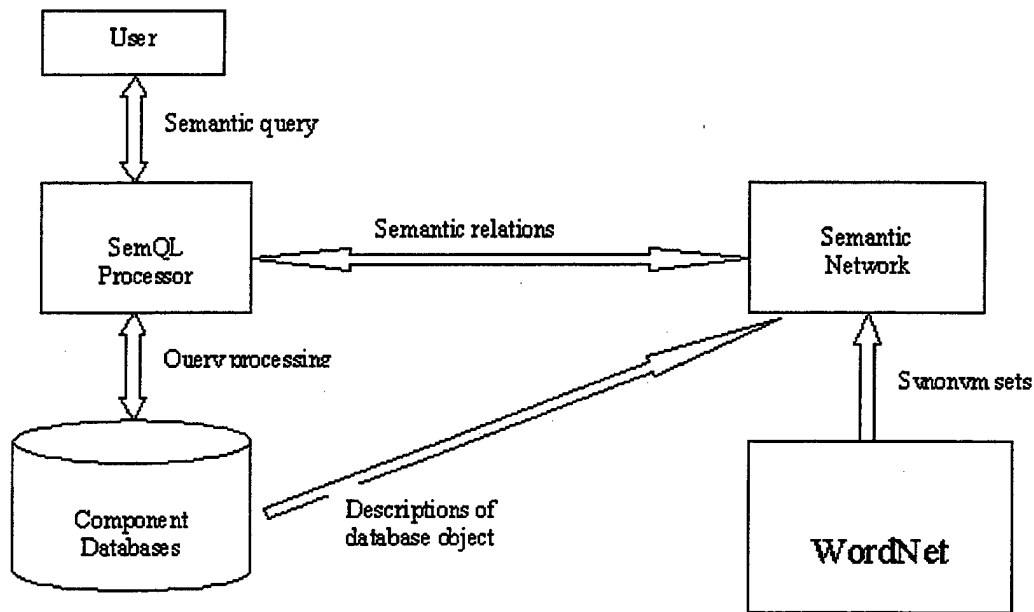 User
Semantic query
SemQL
Processor
Semantic relations
Semantic
Network
Query processing
Synonym sets
Component
Databases
Descriptions of
database object
WordNet